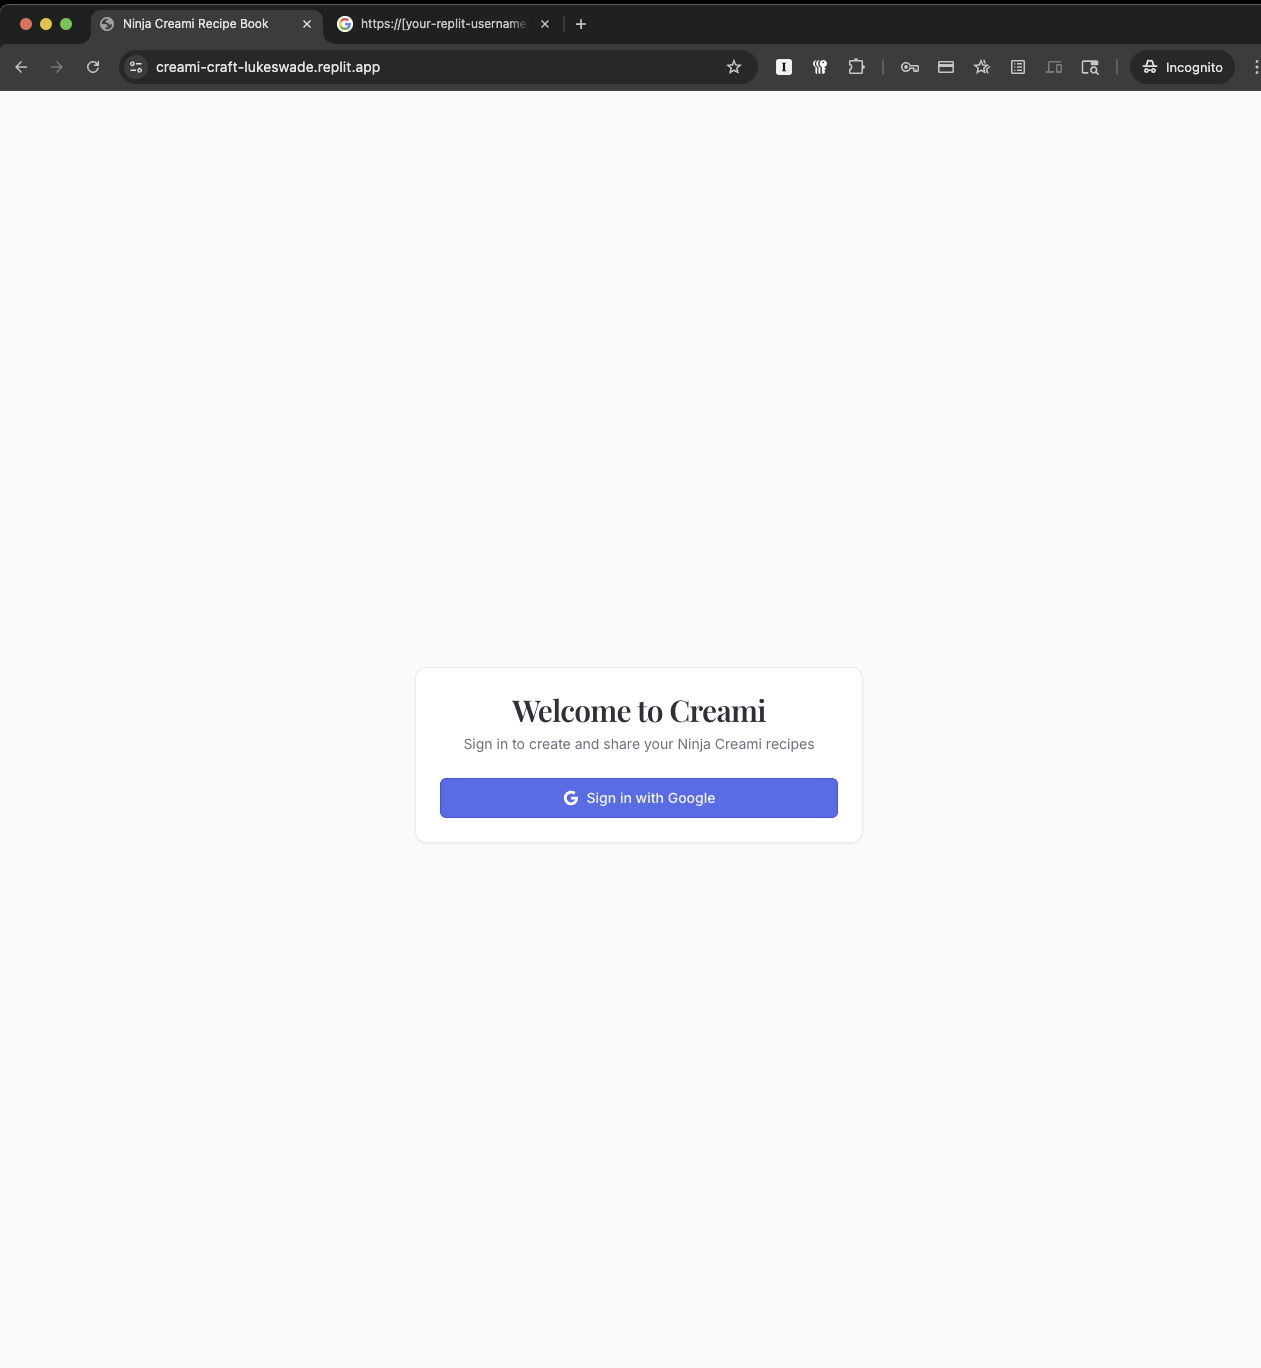 Ninja Creami Recipe Book
https://[your-replit-username
creami-craft-lukeswade.replit.app
Incognito
Welcome to Creami
Sign in to create and share your Ninja Creami recipes
Sign in with Google